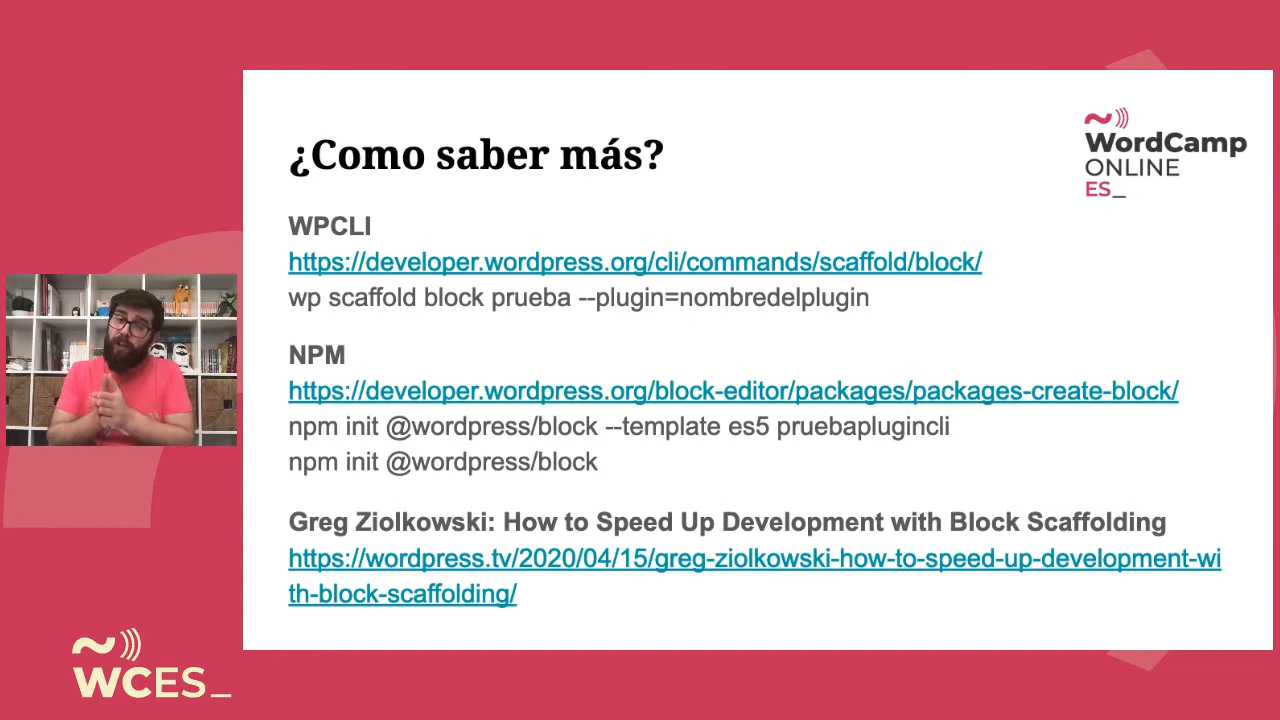 ¿Como saber más?
WordCamp
ONLINE
ES_
WPCLI
https://developer.wordpress.org/cli/commands/scaffold/block/
wp scaffold block prueba --plugin=nombredelplugin
NPM
https://developer.wordpress.org/block-editor/packages/packages-create-block/
npm init @wordpress/block --template es5 pruebaplugincli
npm init @wordpress/block
Greg Ziolkowski: How to Speed Up Development with Block Scaffolding
https://wordpress.tv/2020/04/15/greg-ziolkowski-how-to-speed-up-development-wi
th-block-scaffolding/
WCES_